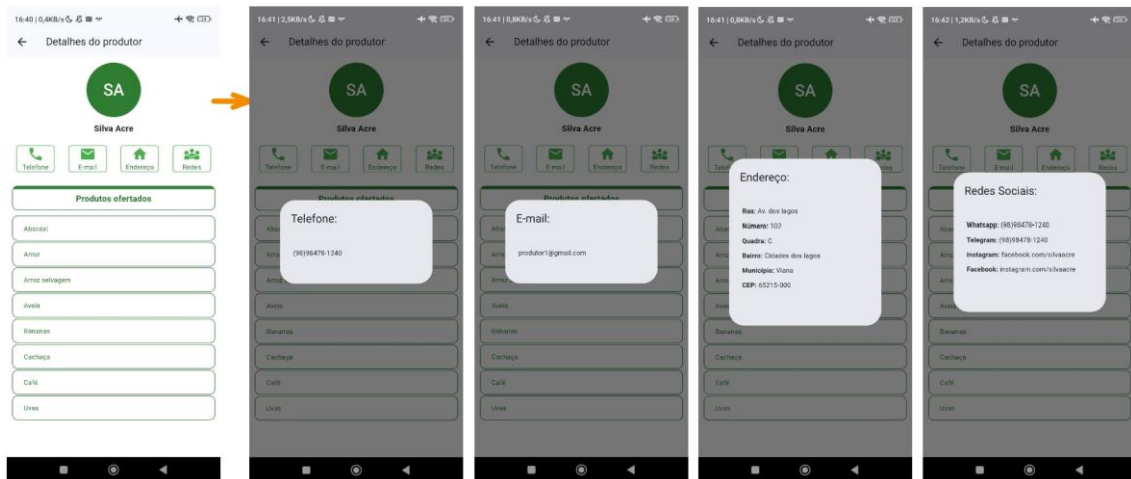 16:40 | 0,4KB/s
Detalhes do produtor
SA
Silva Acre
Telefone
E-mail
Endereço
Redes
Produtos ofertados
Abacaxi
Arroz
Arroz selvagem
Aveia
Bananas
Cachaça
Café
Uvas
16:41 | 2,5KB/s
Detalhes do produtor
SA
Silva Acre
Telefone
E-mail
Endereço
Redes
Produtos ofertados
Telefone:
(98)98478-1240
Aveia
Bananas
Cachaça
Café
Uvas
16:41 | 0,8KB/s
Detalhes do produtor
SA
Silva Acre
Telefone
E-mail
Endereço
Redes
Produtos ofertados
E-mail:
produtor1@gmail.com
Aveia
Bananas
Cachaça
Café
Uvas
16:41 | 0,8KB/s
Detalhes do produtor
SA
Silva Acre
Endereço:
Rua: Av. dos lagos
Número: 107
Quadra: C
Bairro: Cidades dos lagos
Município: Viana
CEP: 65215-000
Bananas
Cachaça
Café
Uvas
16:42 | 1,2KB/s
Detalhes do produtor
SA
Silva Acre
Telefone
E-mail
Endereço
Redes
Redes Sociais:
Whatsapp: (98)98478-1240
Telegram: (98)98478-1240
Instagram: facebook.com/silvaacre
Facebook: instagram.com/silvaacre
Bananas
Cachaça
Café
Uvas